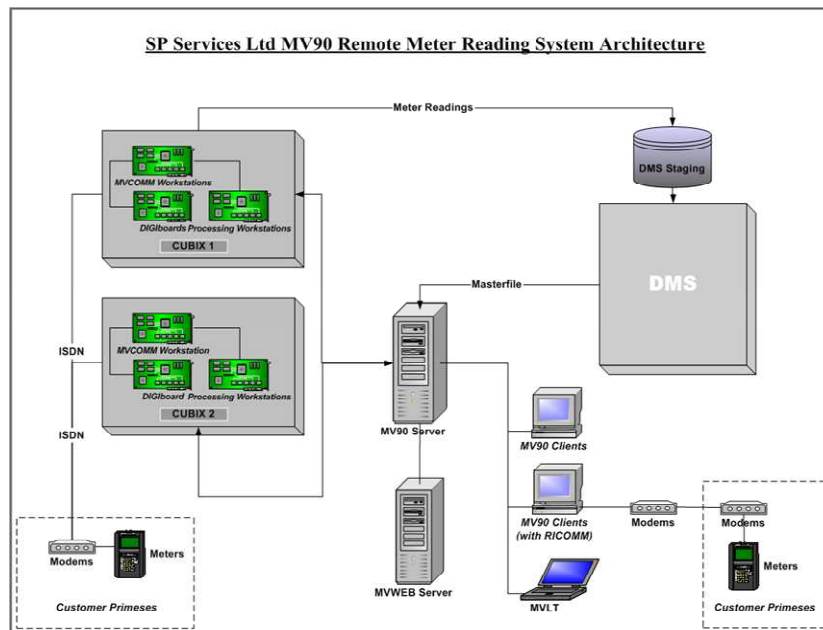 SP Services Ltd MV90 Remote Meter Reading System Architecture
Meter Readings
DMS Staging
MVCOMM Workstations
DIGIboards Processing Workstations
CUBIX 1
DMS
Masterfile
ISDN
MVCOMM Workstation
DIGIboard Processing Workstations
CUBIX 2
ISDN
MV90 Server
MV90 Clients
MV90 Clients
(with RICOMM)
Modems
Modems
Meters
Customer Primeses
Modems
Meters
Customer Primeses
MVWEB Server
MVLT